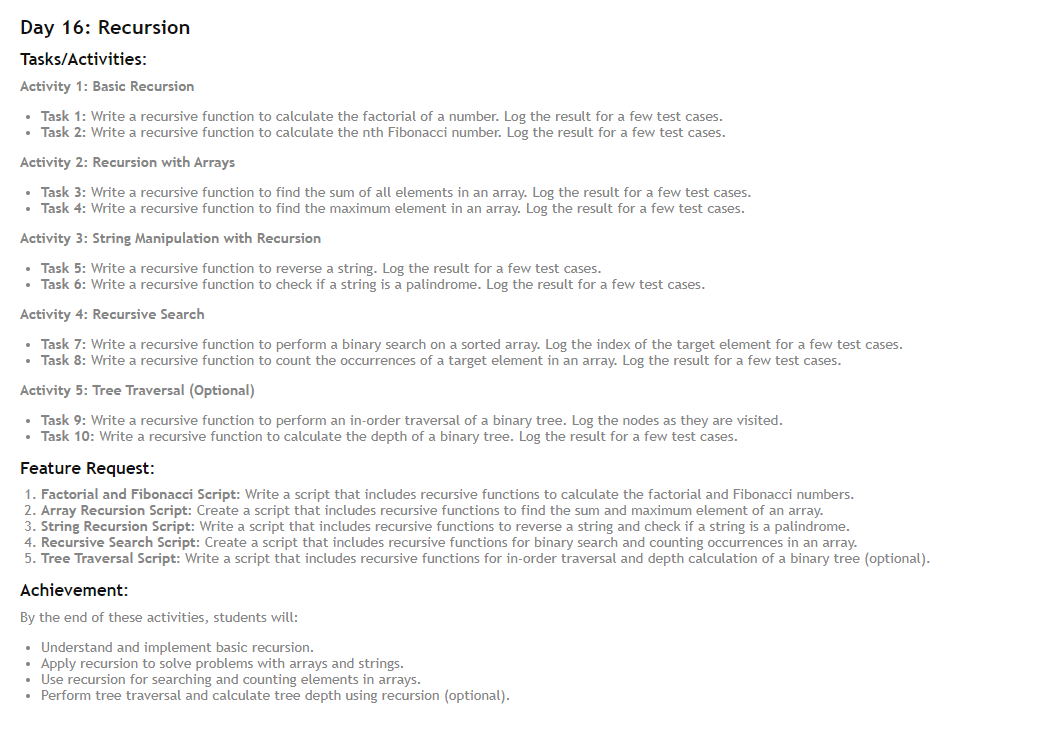 Day 16: Recursion
Tasks/Activities:
Activity 1: Basic Recursion
• Task 1: Write a recursive function to calculate the factorial of a number. Log the result for a few test cases.
• Task 2: Write a recursive function to calculate the nth Fibonacci number. Log the result for a few test cases.
Activity 2: Recursion with Arrays
• Task 3: Write a recursive function to find the sum of all elements in an array. Log the result for a few test cases.
• Task 4: Write a recursive function to find the maximum element in an array. Log the result for a few test cases.
Activity 3: String Manipulation with Recursion
• Task 5: Write a recursive function to reverse a string. Log the result for a few test cases.
• Task 6: Write a recursive function to check if a string is a palindrome. Log the result for a few test cases.
Activity 4: Recursive Search
• Task 7: Write a recursive function to perform a binary search on a sorted array. Log the index of the target element for a few test cases.
• Task 8: Write a recursive function to count the occurrences of a target element in an array. Log the result for a few test cases.
Activity 5: Tree Traversal (Optional)
• Task 9: Write a recursive function to perform an in-order traversal of a binary tree. Log the nodes as they are visited.
• Task 10: Write a recursive function to calculate the depth of a binary tree. Log the result for a few test cases.
Feature Request:
1. Factorial and Fibonacci Script: Write a script that includes recursive functions to calculate the factorial and Fibonacci numbers.
2. Array Recursion Script: Create a script that includes recursive functions to find the sum and maximum element of an array.
3. String Recursion Script: Write a script that includes recursive functions to reverse a string and check if a string is a palindrome.
4. Recursive Search Script: Create a script that includes recursive functions for binary search and counting occurrences in an array.
5. Tree Traversal Script: Write a script that includes recursive functions for in-order traversal and depth calculation of a binary tree (optional).
Achievement:
By the end of these activities, students will:
• Understand and implement basic recursion.
• Apply recursion to solve problems with arrays and strings.
• Use recursion for searching and counting elements in arrays.
• Perform tree traversal and calculate tree depth using recursion (optional).